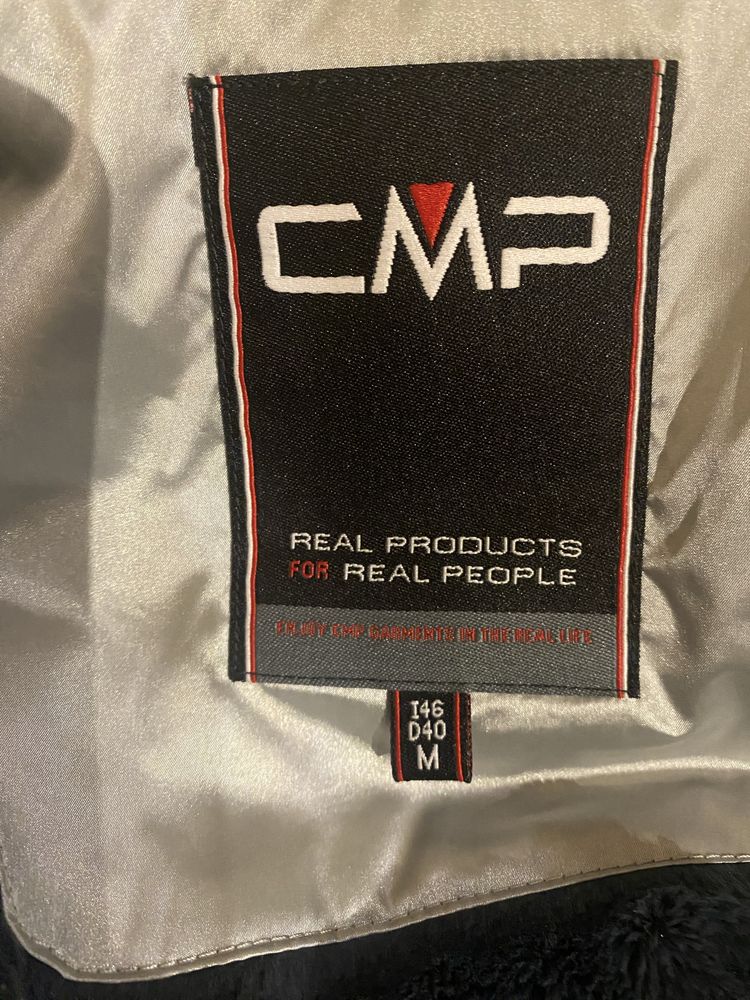 CMP
REAL PRODUCTS
FOR REAL PEOPLE
ENJOY CMP GARMENTS IN THE REAL LIFE
I46
D40
M